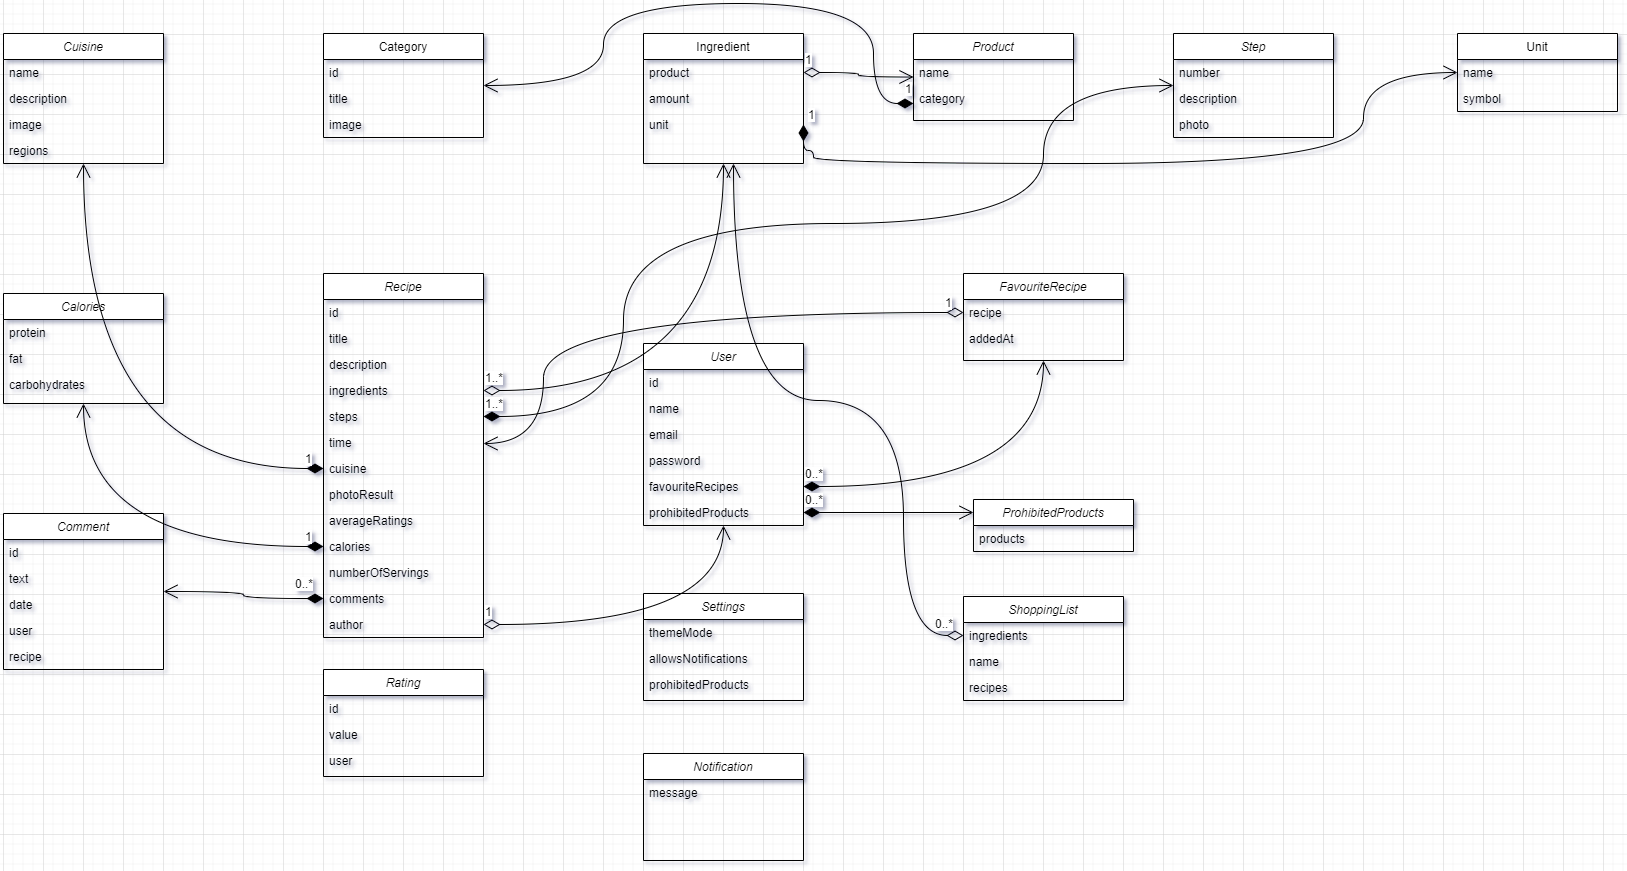 Cuisine
name
description
image
regions
Category
id
title
image
Ingredient
product
amount
unit
1
1
Product
name
category
1
Step
number
description
photo
Unit
name
symbol
Calories
protein
fat
carbohydrates
Recipe
id
title
description
ingredients
steps
time
cuisine
photoResult
averageRatings
calories
numberOfServings
comments
author
1..*
1..*
1
1
0..*
1
User
id
name
email
password
favouriteRecipes
prohibitedProducts
0..*
0..*
FavouriteRecipe
recipe
addedAt
1
ProhibitedProducts
products
Comment
id
text
date
user
recipe
Settings
themeMode
allowsNotifications
prohibitedProducts
ShoppingList
ingredients
name
recipes
0..*
Rating
id
value
user
Notification
message